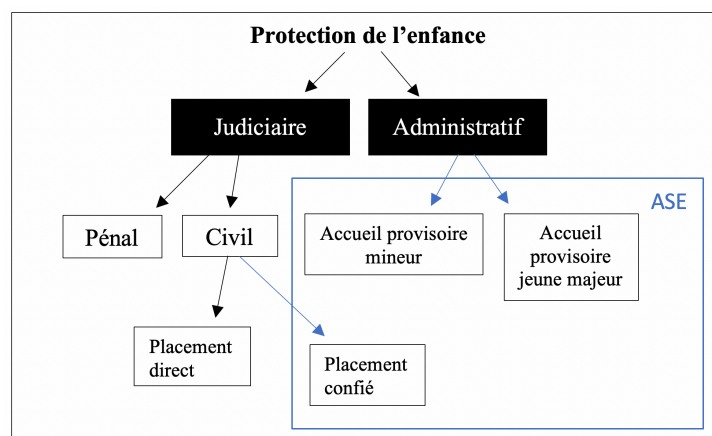 Protection de l’enfance
Judiciaire
Administratif
ASE
Pénal
Civil
Accueil provisoire
mineur
Accueil
provisoire
jeune majeur
Placement
direct
Placement
confié